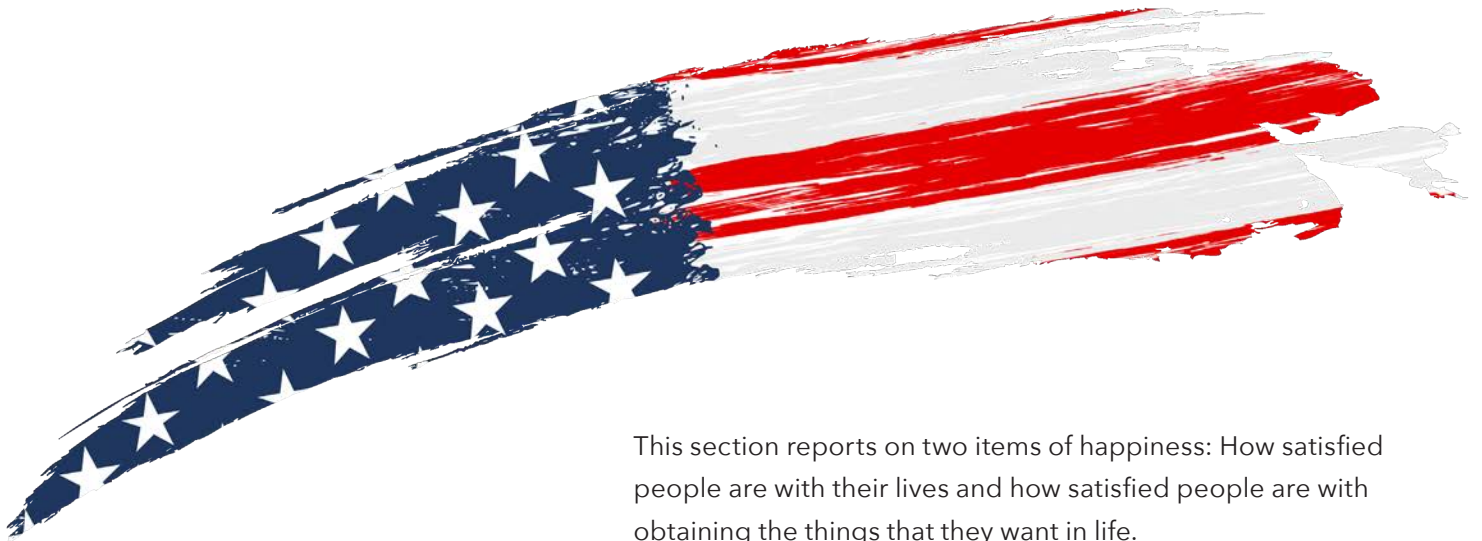 This section reports on two items of happiness: How satisfied
people are with their lives and how satisfied people are with
obtaining the things that they want in life.